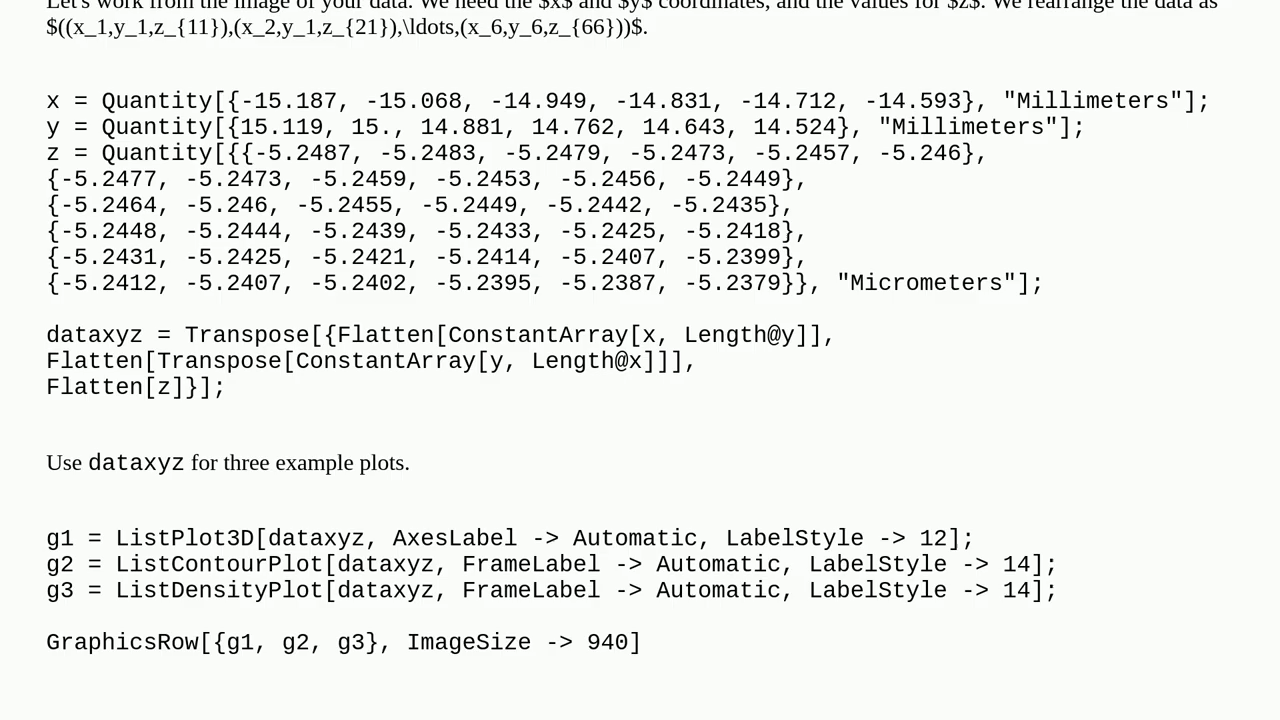 Let's work from the image of your data. We need the $x$ and $y$ coordinates, and the values for $z$. We rearrange the data as
$((x_1,y_1,z_{11}),(x_2,y_1,z_{21}),\ldots,(x_6,y_6,z_{66}))$.
x = Quantity[{-15.187, -15.068, -14.949, -14.831, -14.712, -14.593}, "Millimeters"];
y = Quantity[{15.119, 15., 14.881, 14.762, 14.643, 14.524}, "Millimeters"];
z = Quantity[{{-5.2487, -5.2483, -5.2479, -5.2473, -5.2457, -5.246},
{-5.2477, -5.2473, -5.2459, -5.2453, -5.2456, -5.2449},
{-5.2464, -5.246, -5.2455, -5.2449, -5.2442, -5.2435},
{-5.2448, -5.2444, -5.2439, -5.2433, -5.2425, -5.2418},
{-5.2431, -5.2425, -5.2421, -5.2414, -5.2407, -5.2399},
{-5.2412, -5.2407, -5.2402, -5.2395, -5.2387, -5.2379}}, "Micrometers"];
dataxyz = Transpose[{Flatten[ConstantArray[x, Length@y]],
Flatten[Transpose[ConstantArray[y, Length@x]]],
Flatten[z]}];
Use dataxyz for three example plots.
g1 = ListPlot3D[dataxyz, AxesLabel -> Automatic, LabelStyle -> 12];
g2 = ListContourPlot[dataxyz, FrameLabel -> Automatic, LabelStyle -> 14];
g3 = ListDensityPlot[dataxyz, FrameLabel -> Automatic, LabelStyle -> 14];
GraphicsRow[{g1, g2, g3}, ImageSize -> 940]